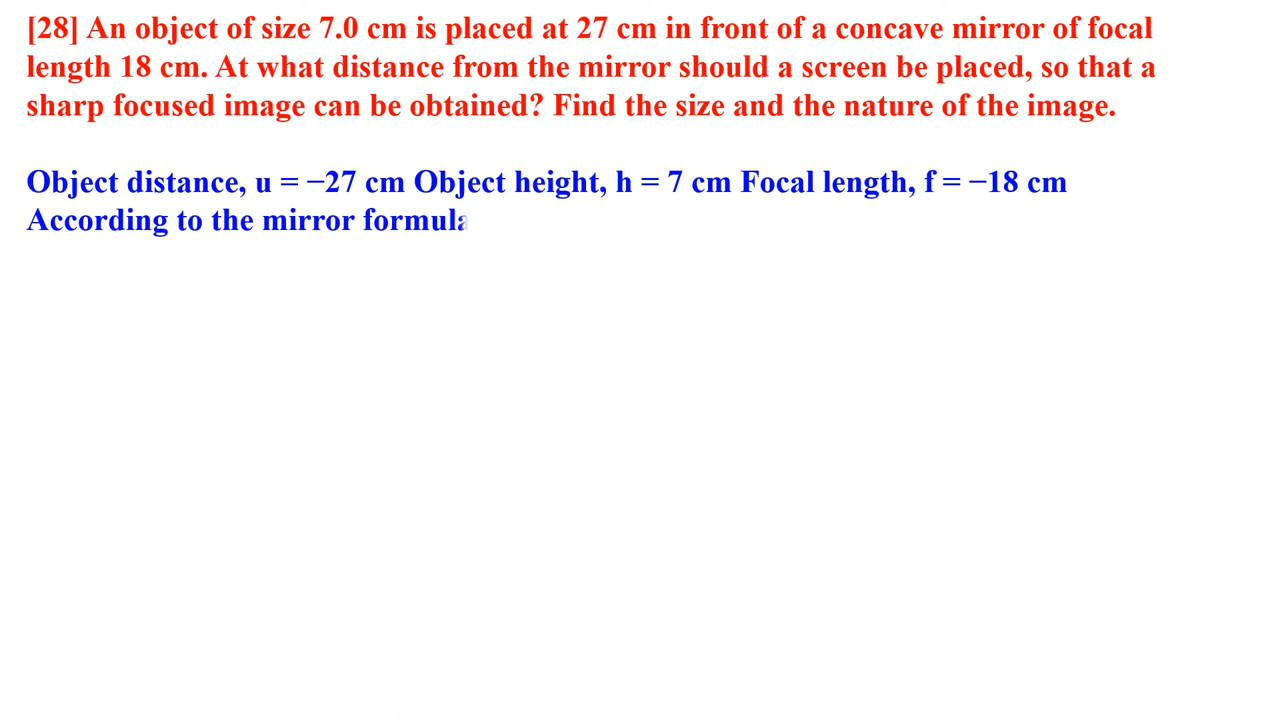 [28] An object of size 7.0 cm is placed at 27 cm in front of a concave mirror of focal
length 18 cm. At what distance from the mirror should a screen be placed, so that a
sharp focused image can be obtained? Find the size and the nature of the image.
Object distance, u = −27 cm Object height, h = 7 cm Focal length, f = −18 cm
According to the mirror formula